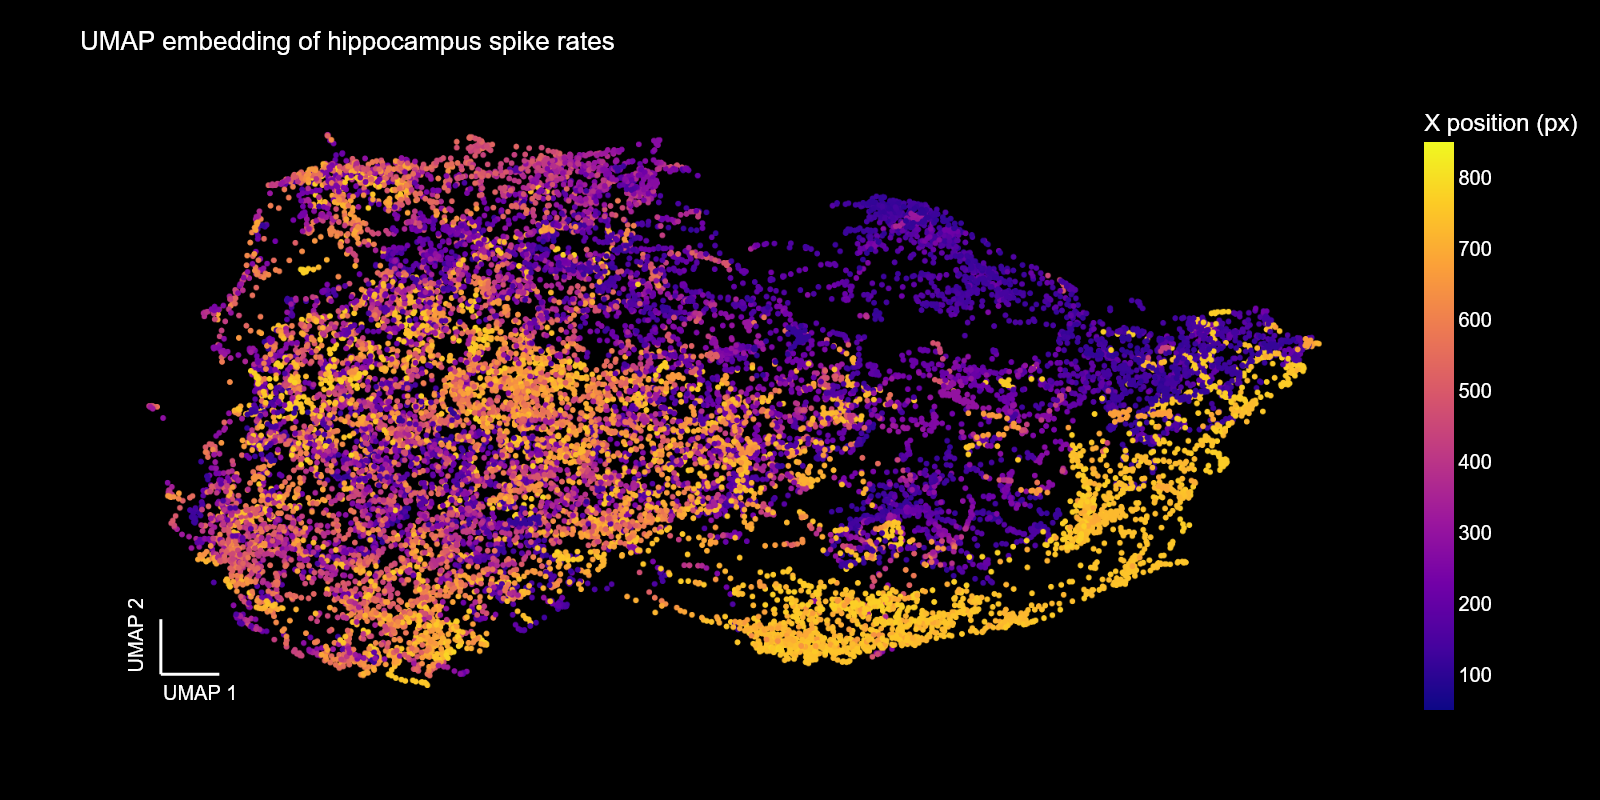 UMAP embedding of hippocampus spike rates
X position (px)
800
700
600
500
400
300
200
100
UMAP 2
UMAP 1